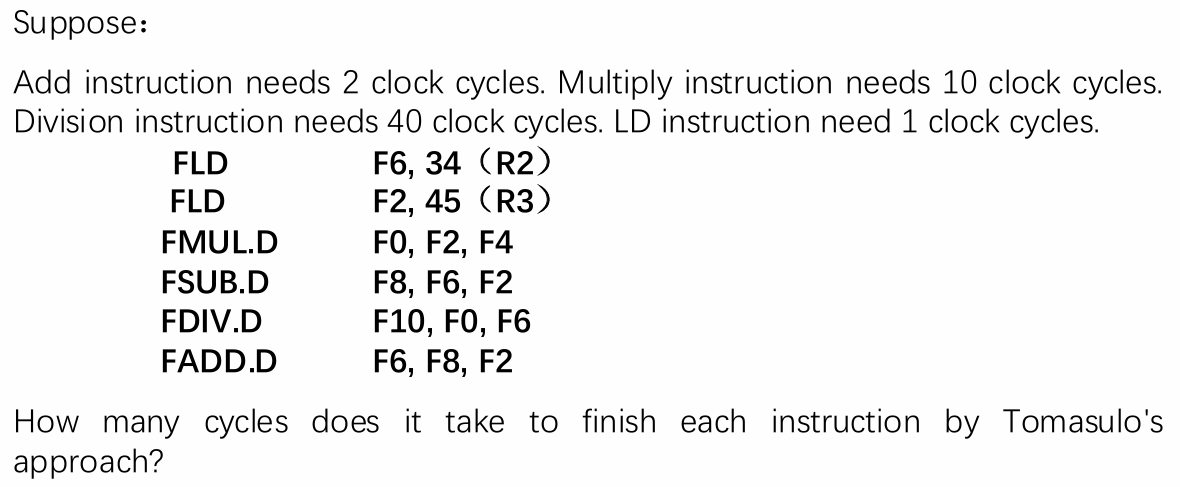 Suppose：
Add instruction needs 2 clock cycles. Multiply instruction needs 10 clock cycles.
Division instruction needs 40 clock cycles. LD instruction need 1 clock cycles.
FLD F6, 34（R2）
FLD F2, 45（R3）
FMUL.D F0, F2, F4
FSUB.D F8, F6, F2
FDIV.D F10, F0, F6
FADD.D F6, F8, F2
How many cycles does it take to finish each instruction by Tomasulo's
approach?